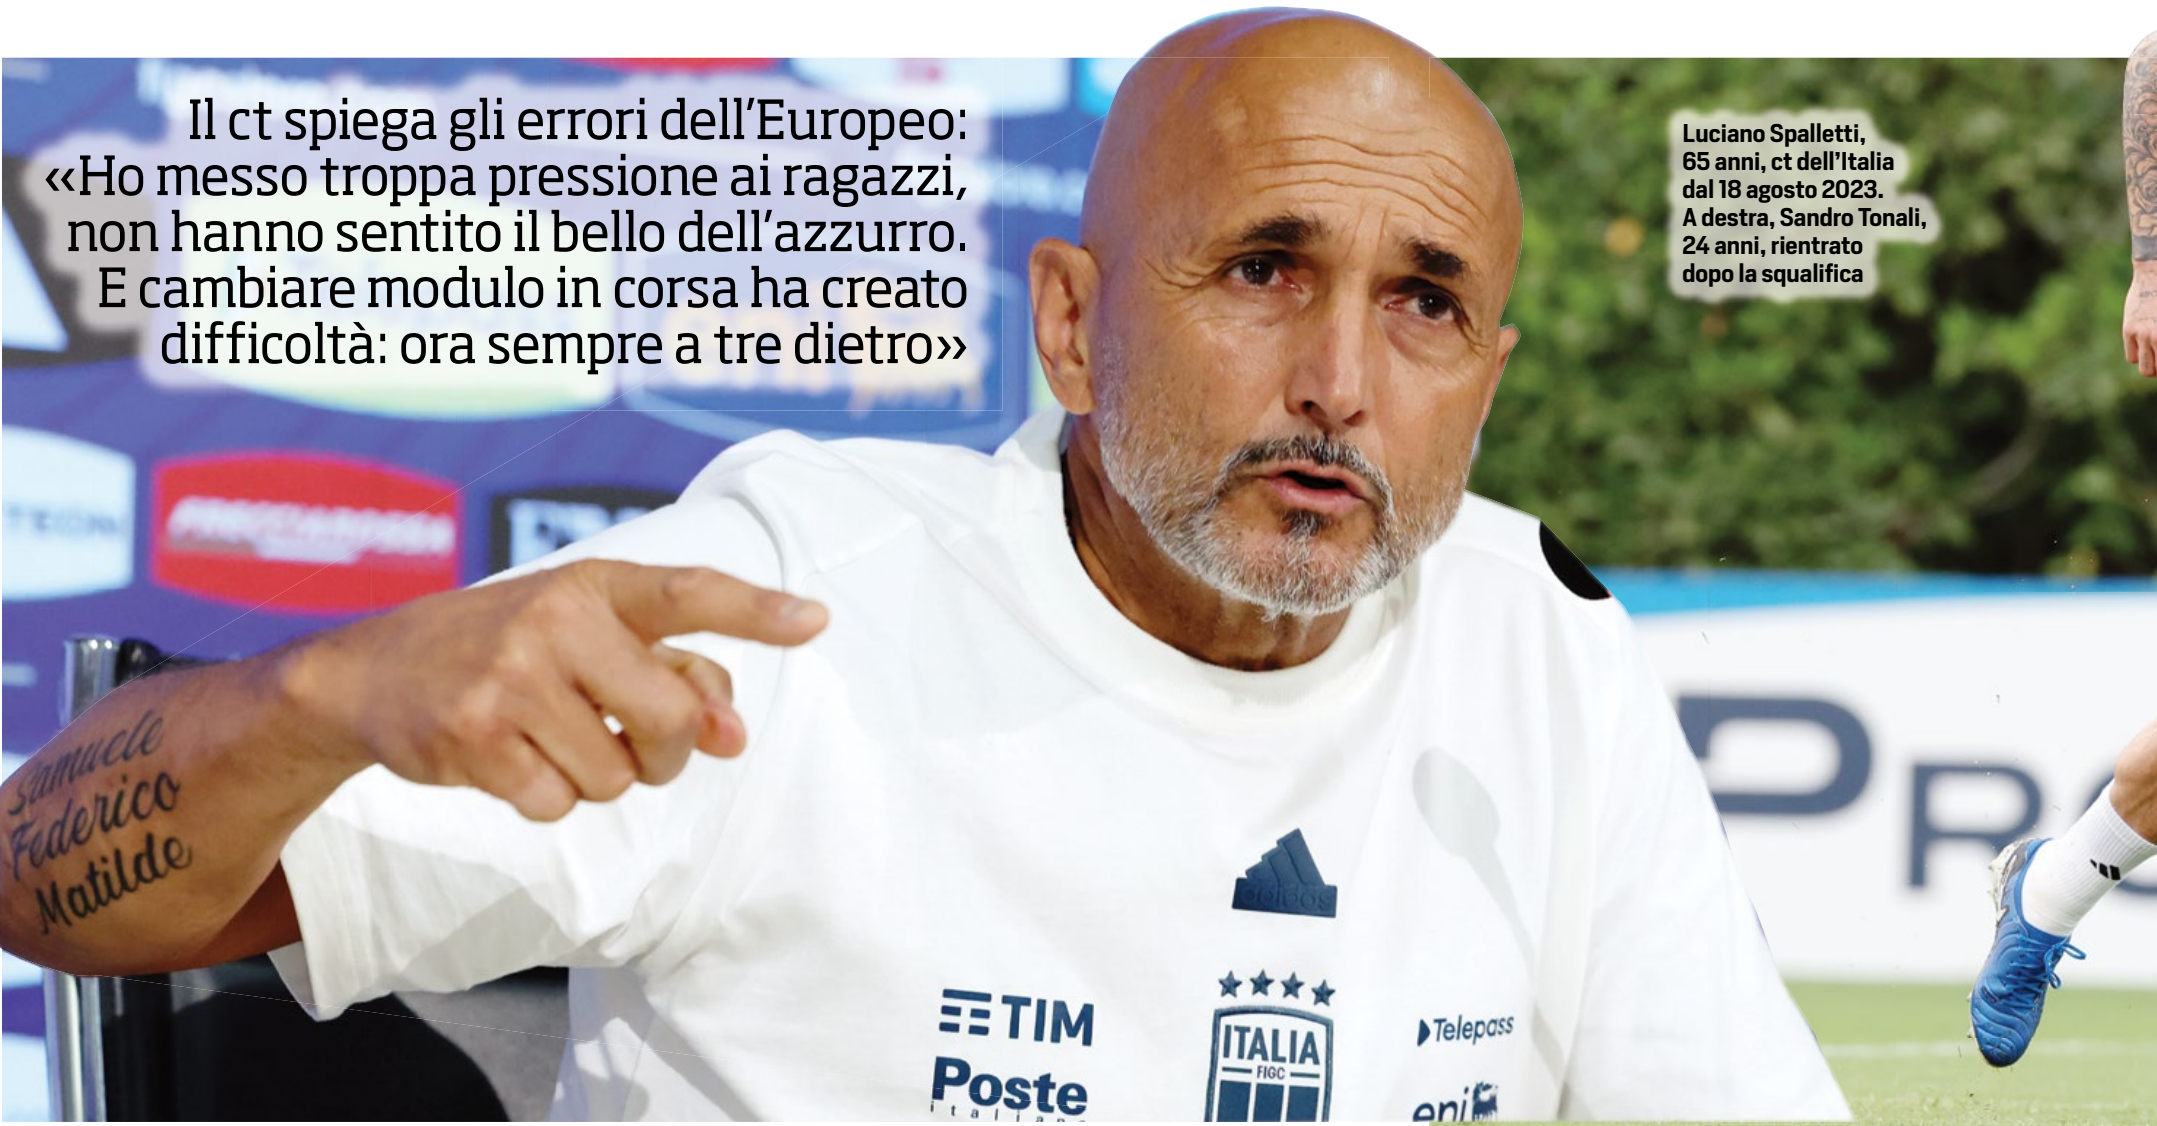 Il ct spiega gli errori dell'Europeo:
«Ho messo troppa pressione ai ragazzi,
non hanno sentito il bello dell'azzurro.
E cambiare modulo in corsa ha creato
difficoltà: ora sempre a tre dietro»
Luciano Spalletti,
65 anni, ct dell'Italia
dal 18 agosto 2023.
A destra, Sandro Tonali,
24 anni, rientrato
dopo la squalifica
FRECCIAROSSA
Samuele
Federico
Matilde
adidas
TIM
Poste
italiane
ITALIA
FIGC
Telepass
eni